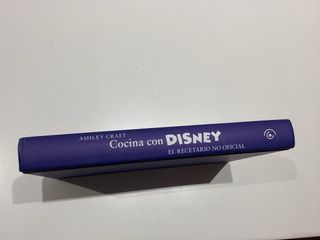 ASHLEY CRAFT
Cocina con DISNEY
EL RECETARIO NO OFICIAL